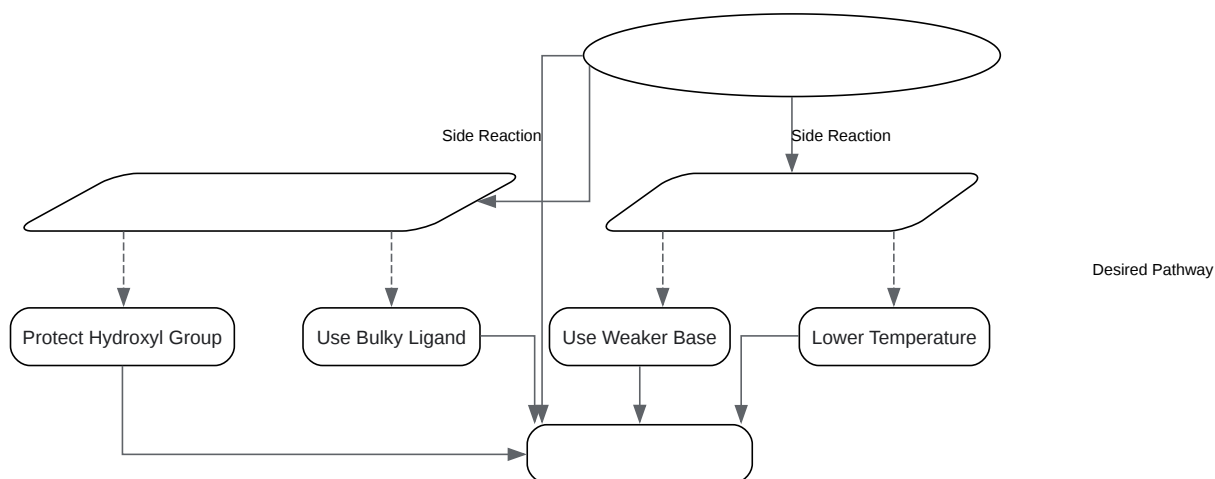 Side Reaction
Side Reaction
Desired Pathway
Protect Hydroxyl Group
Use Bulky Ligand
Use Weaker Base
Lower Temperature